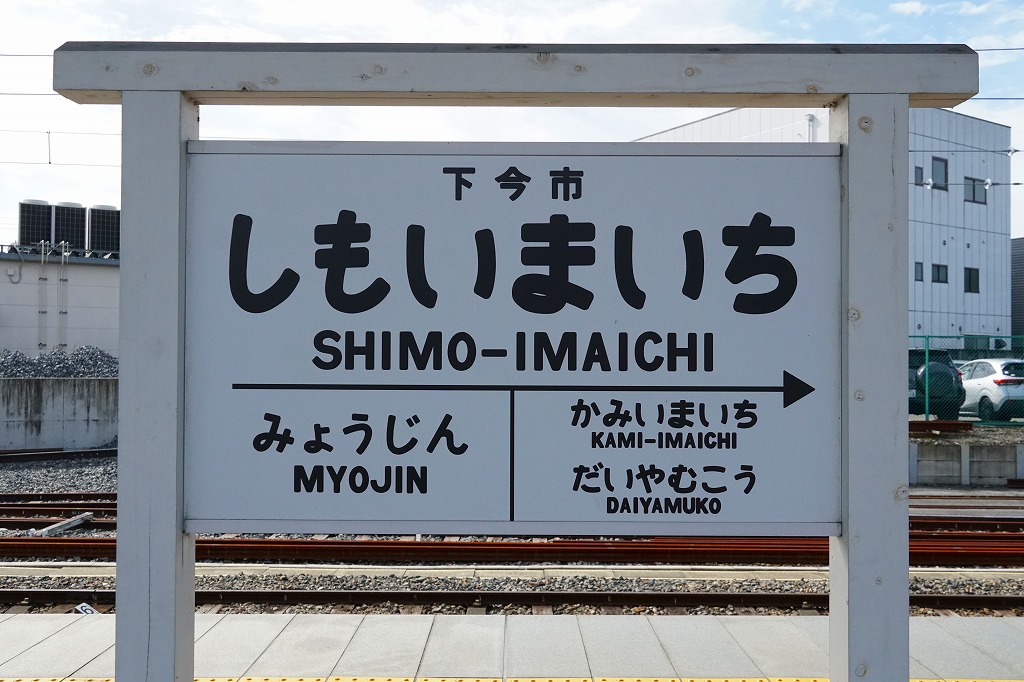 下今市
しもいまいち
SHIMO-IMAICHI
みょうじん
MYOJIN
かみいまいち
KAMI-IMAICHI
だいやむこう
DAIYAMUKO